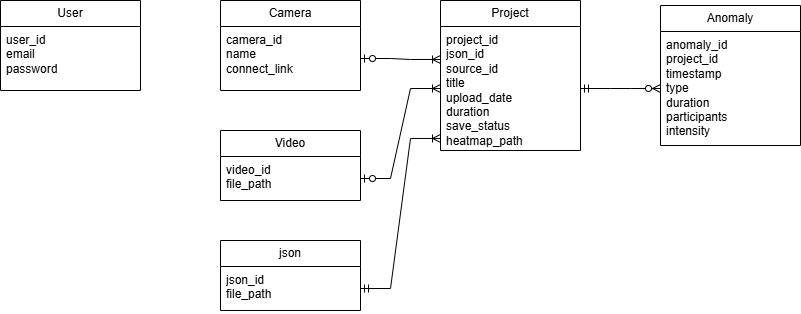 User
user_id
email
password
Camera
camera_id
name
connect_link
Video
video_id
file_path
json
json_id
file_path
Project
project_id
json_id
source_id
title
upload_date
duration
save_status
heatmap_path
Anomaly
anomaly_id
project_id
timestamp
type
duration
participants
intensity